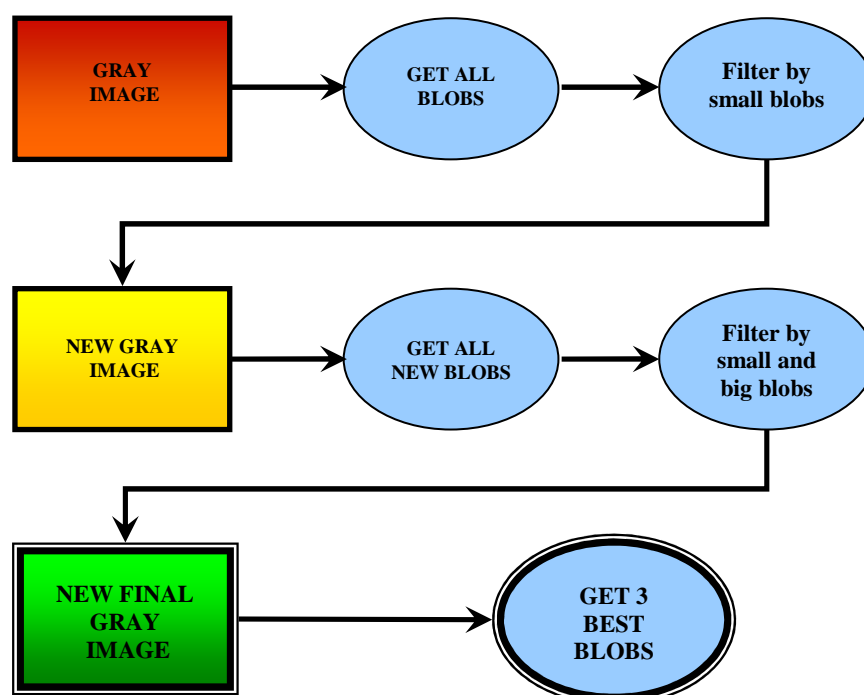 GRAY
IMAGE
GET ALL
BLOBS
Filter by
small blobs
NEW GRAY
IMAGE
GET ALL
NEW BLOBS
Filter by
small and
big blobs
NEW FINAL
GRAY
IMAGE
GET 3
BEST
BLOBS